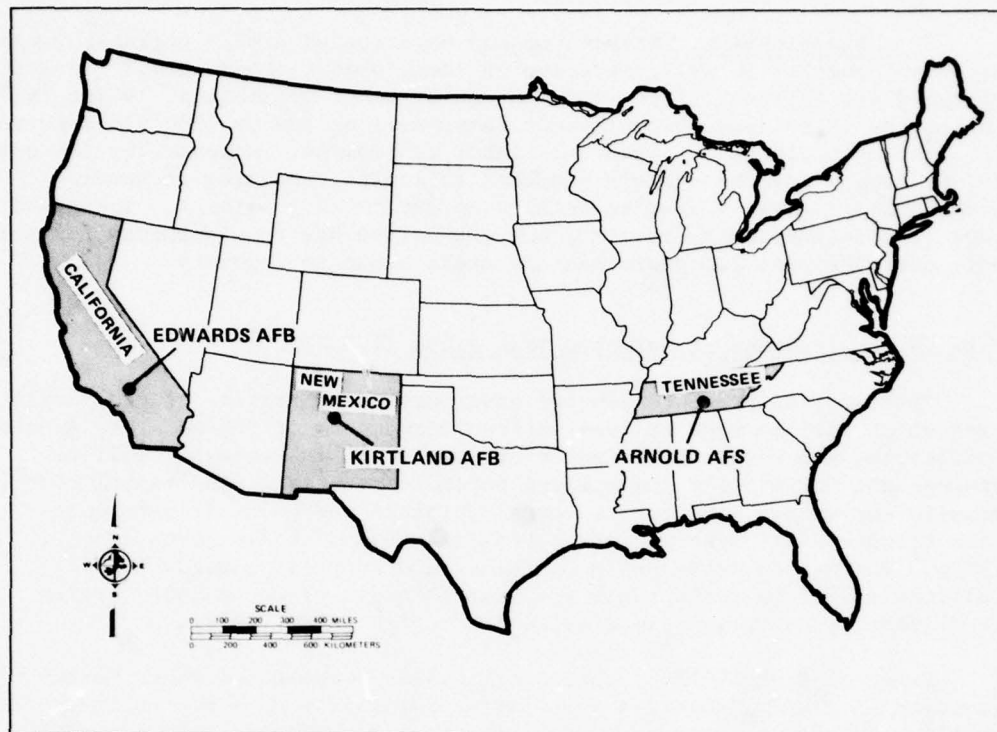 CALIFORNIA
EDWARDS AFB
NEW
MEXICO
KIRTLAND AFB
TENNESSEE
ARNOLD AFS
N
W E
S
SCALE
0 100 200 300 400 MILES
0 200 400 600 KILOMETERS